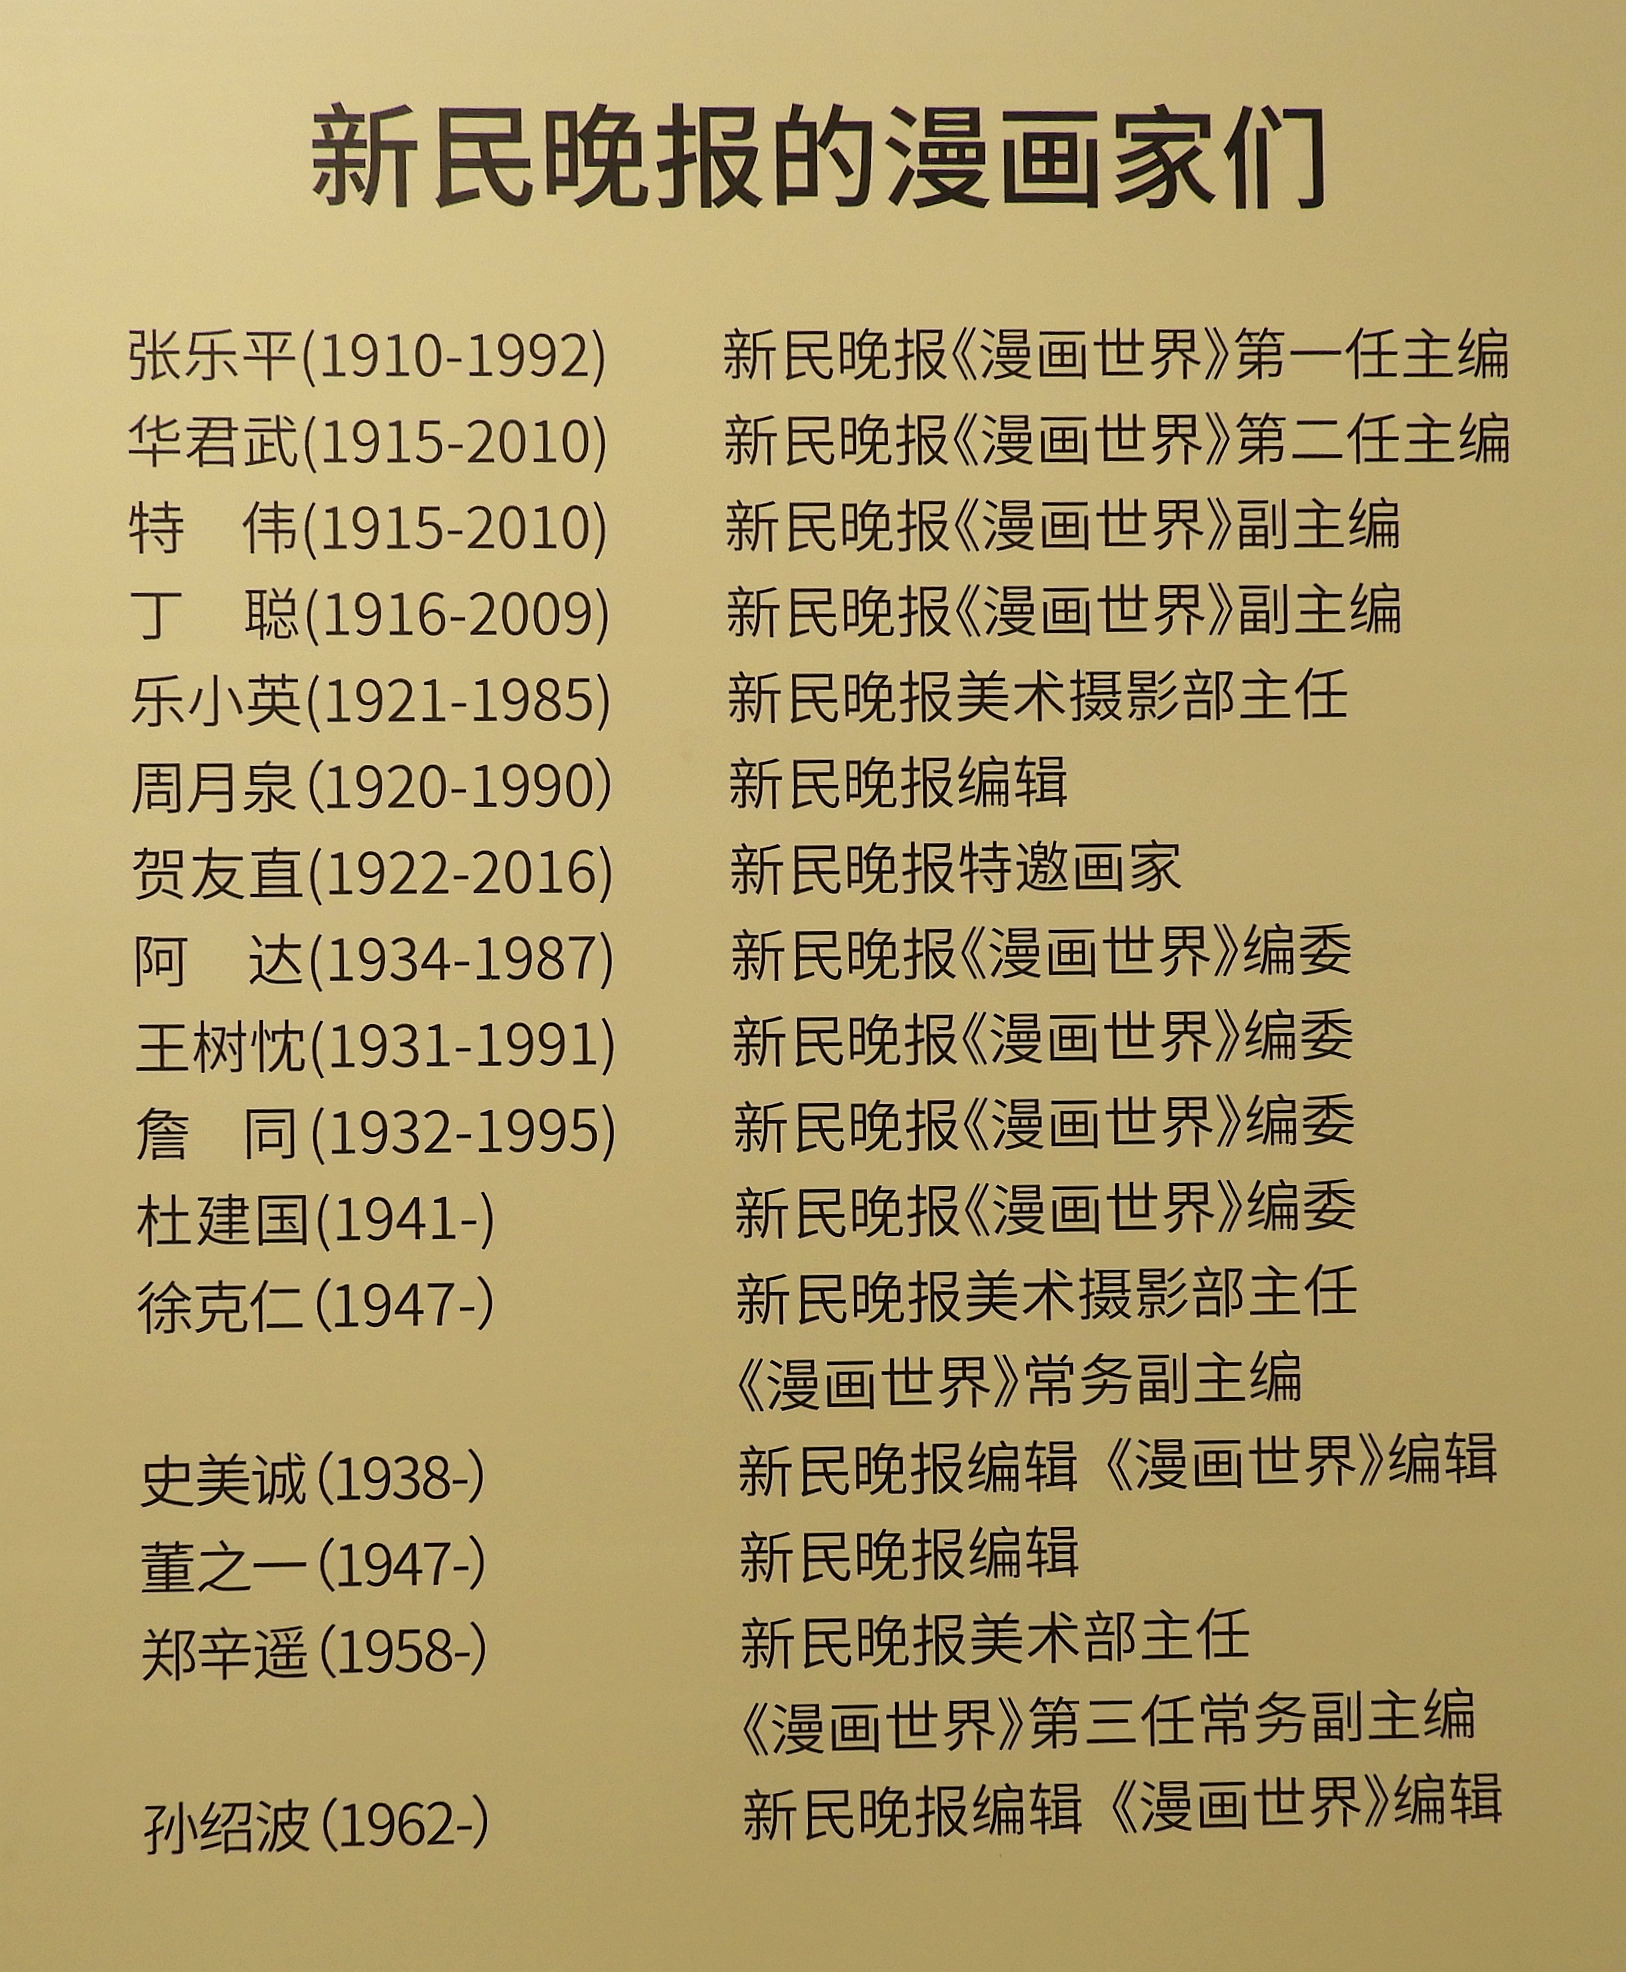 新民晚报的漫画家们
张乐平(1910-1992) 新民晚报《漫画世界》第一任主编
华君武(1915-2010) 新民晚报《漫画世界》第二任主编
特 伟(1915-2010) 新民晚报《漫画世界》副主编
丁 聪(1916-2009) 新民晚报《漫画世界》副主编
乐小英(1921-1985) 新民晚报美术摄影部主任
周月泉(1920-1990) 新民晚报编辑
贺友直(1922-2016) 新民晚报特邀画家
阿 达(1934-1987) 新民晚报《漫画世界》编委
王树忱(1931-1991) 新民晚报《漫画世界》编委
詹 同(1932-1995) 新民晚报《漫画世界》编委
杜建国(1941-) 新民晚报《漫画世界》编委
徐克仁(1947-) 新民晚报美术摄影部主任
《漫画世界》常务副主编
史美诚(1938-) 新民晚报编辑 《漫画世界》编辑
董之一(1947-) 新民晚报编辑
郑辛遥(1958-) 新民晚报美术部主任
《漫画世界》第三任常务副主编
孙绍波(1962-) 新民晚报编辑 《漫画世界》编辑